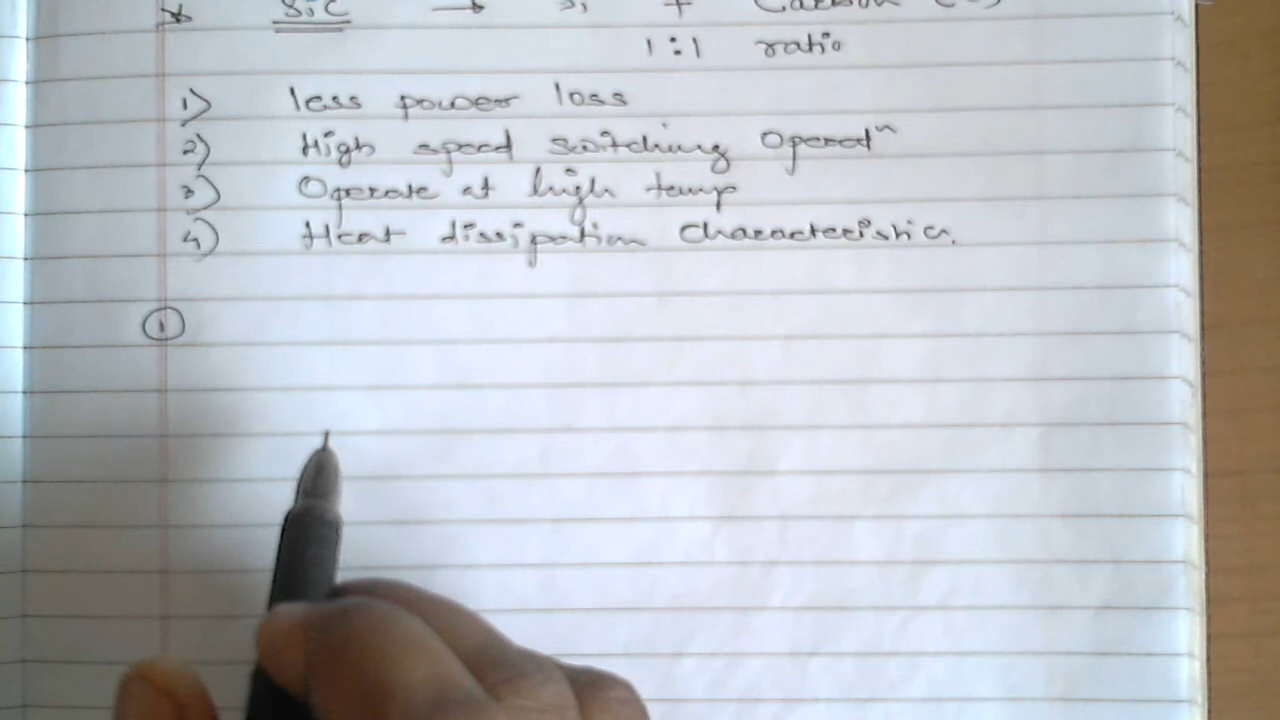 * SiC → Si + Carbon (C)
1:1 ratio
1) less power loss
2) High speed switching Operatⁿ
3) Operate at high temp
4) Heat dissipation characteristics.
①